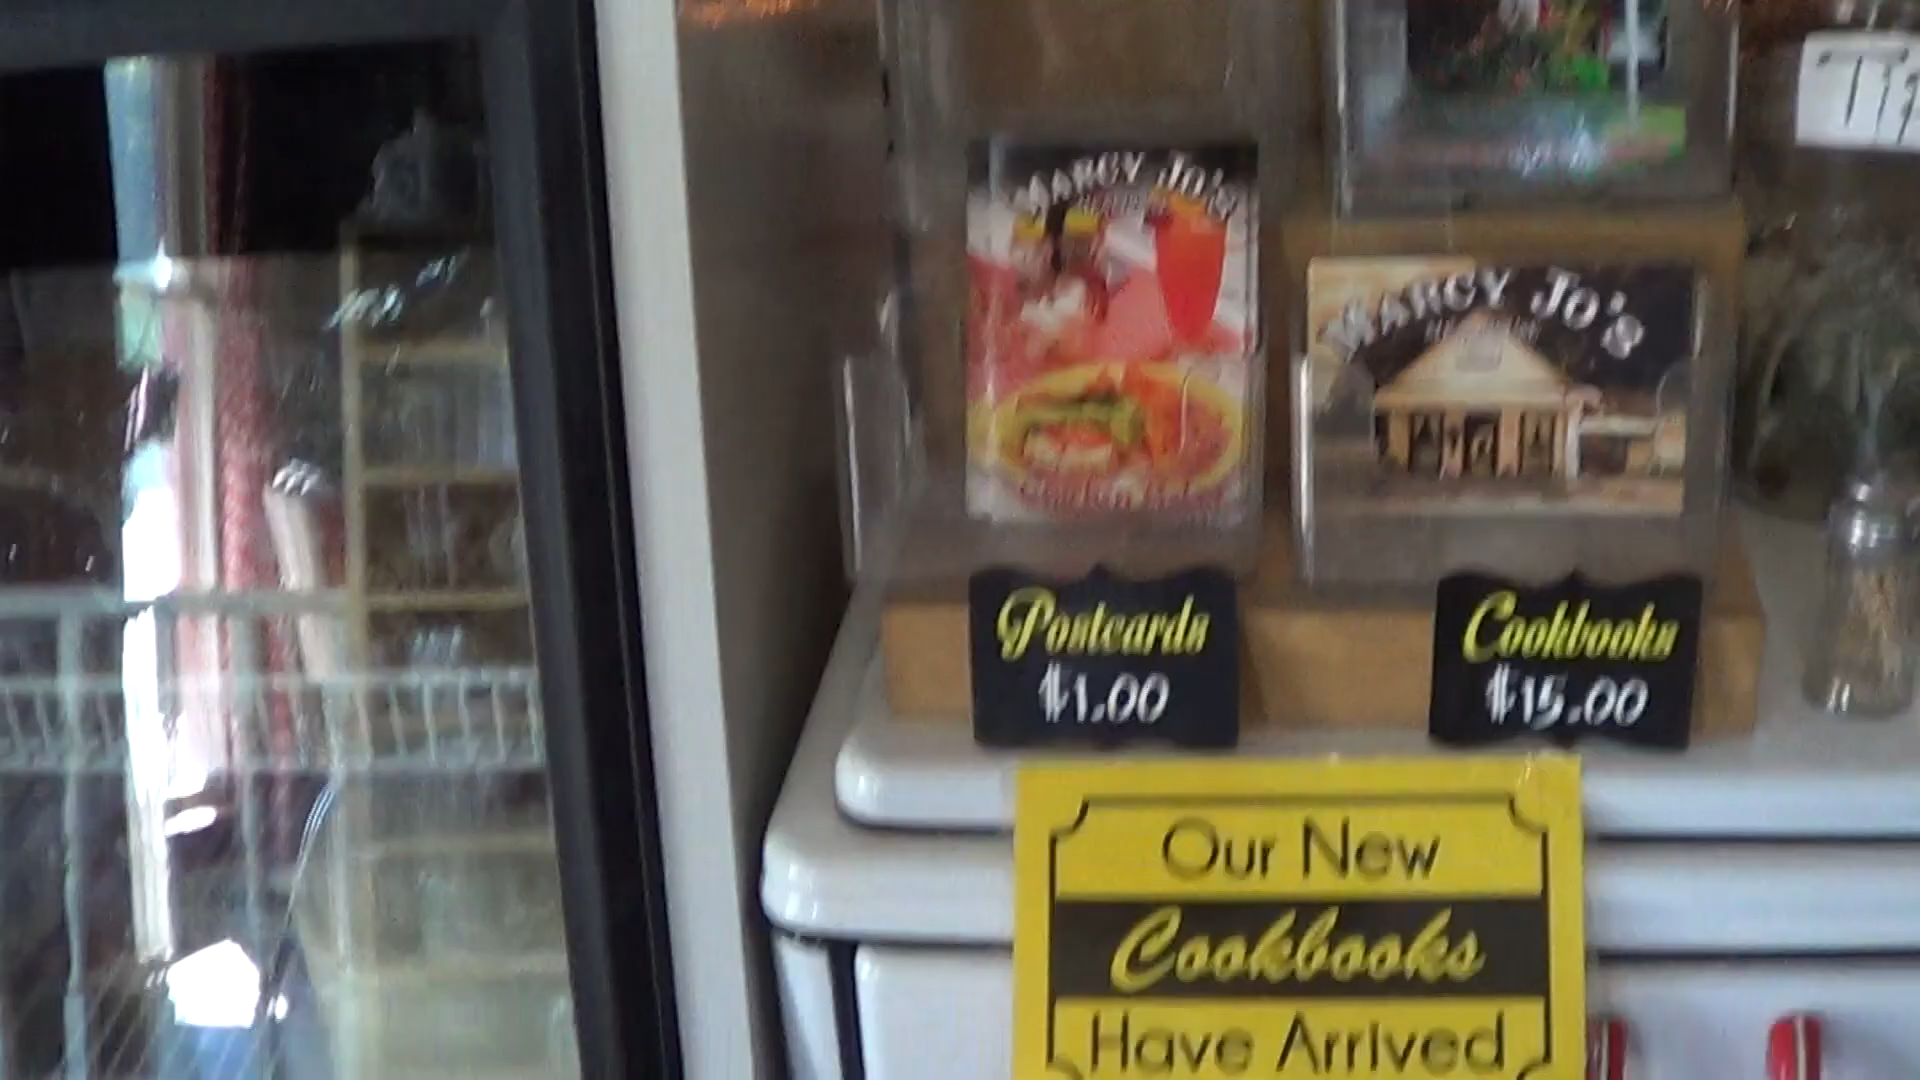 MARCY JO'S
MARCY JO'S
Postcards
$1.00
Cookbooks
$15.00
Our New
Cookbooks
Have Arrived